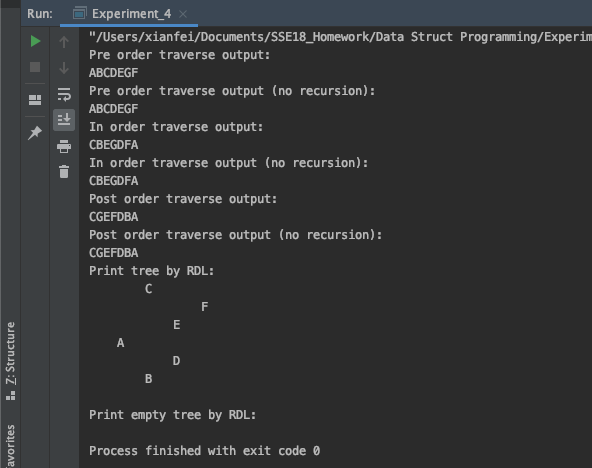 Run: Experiment_4
"/Users/xianfei/Documents/SSE18_Homework/Data Struct Programming/Experim
Pre order traverse output:
ABCDEGF
Pre order traverse output (no recursion):
ABCDEGF
In order traverse output:
CBEGDFA
In order traverse output (no recursion):
CBEGDFA
Post order traverse output:
CGEFDBA
Post order traverse output (no recursion):
CGEFDBA
Print tree by RDL:
C
F
E
A
D
B
Print empty tree by RDL:
Process finished with exit code 0
Z: Structure
avorites